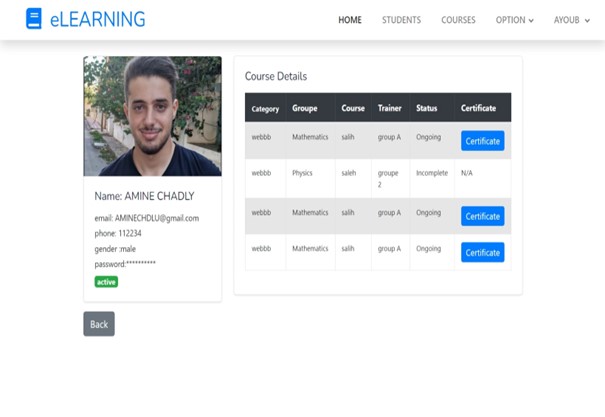 eLEARNING
HOME STUDENTS COURSES OPTION AYOUB
Name: AMINE CHADLY
email: AMINECHDLU@gmail.com
phone: 112234
gender :male
password:**********
active
Back
Course Details
Category Groupe Course Trainer Status Certificate
webbb Mathematics salih group A Ongoing Certificate
webbb Physics saleh groupe 2 Incomplete N/A
webbb Mathematics salih group A Ongoing Certificate
webbb Mathematics salih group A Ongoing Certificate